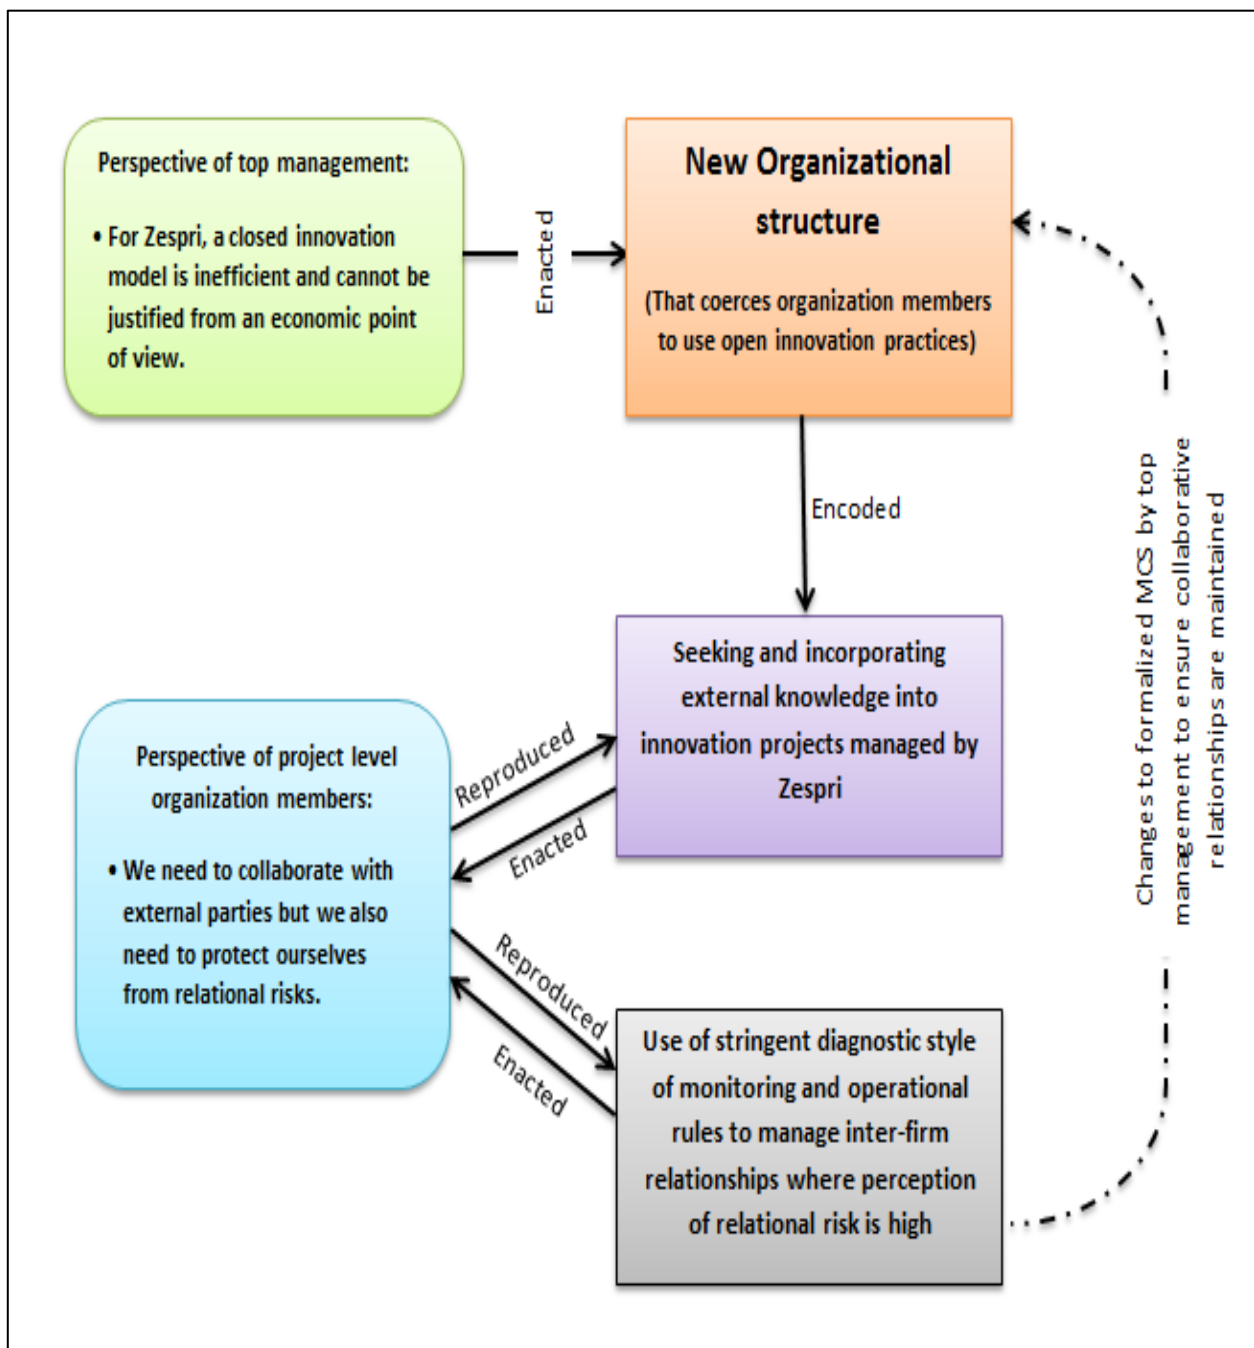 Perspective of top management:
• For Zespri, a closed innovation
model is inefficient and cannot be
justified from an economic point
of view.
Enacted
New Organizational
structure
(That coerces organization members
to use open innovation practices)
Encoded
Seeking and incorporating
external knowledge into
innovation projects managed by
Zespri
Perspective of project level
organization members:
• We need to collaborate with
external parties but we also
need to protect ourselves
from relational risks.
Reproduced
Enacted
Reproduced
Enacted
Use of stringent diagnostic style
of monitoring and operational
rules to manage inter-firm
relationships where perception
of relational risk is high
Changes to formalized MCS by top
management to ensure collaborative
relationships are maintained